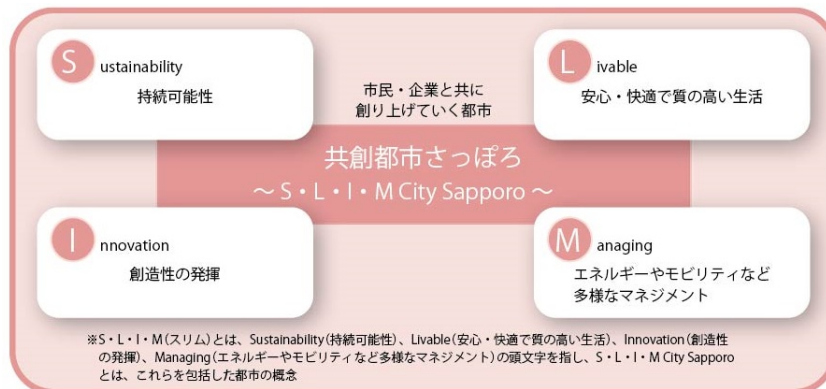 Sustainability
持続可能性
Livable
安心・快適で質の高い生活
市民・企業と共に
創り上げていく都市
共創都市さっぽろ
～ S・L・I・M City Sapporo ～
Innovation
創造性の発揮
Managing
エネルギーやモビリティなど
多様なマネジメント
※S・L・I・M（スリム）とは、Sustainability（持続可能性）、Livable（安心・快適で質の高い生活）、Innovation（創造性
の発揮）、Managing（エネルギーやモビリティなど多様なマネジメント）の頭文字を指し、S・L・I・M City Sapporo
とは、これらを包括した都市の概念